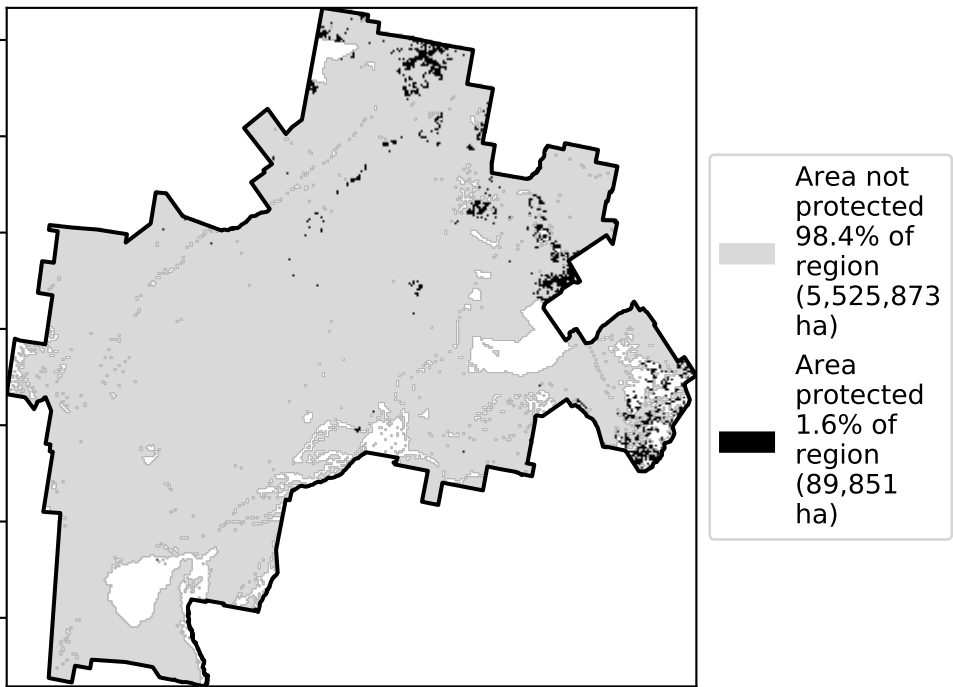 Area not
protected
98.4% of
region
(5,525,873
ha)
Area
protected
1.6% of
region
(89,851
ha)